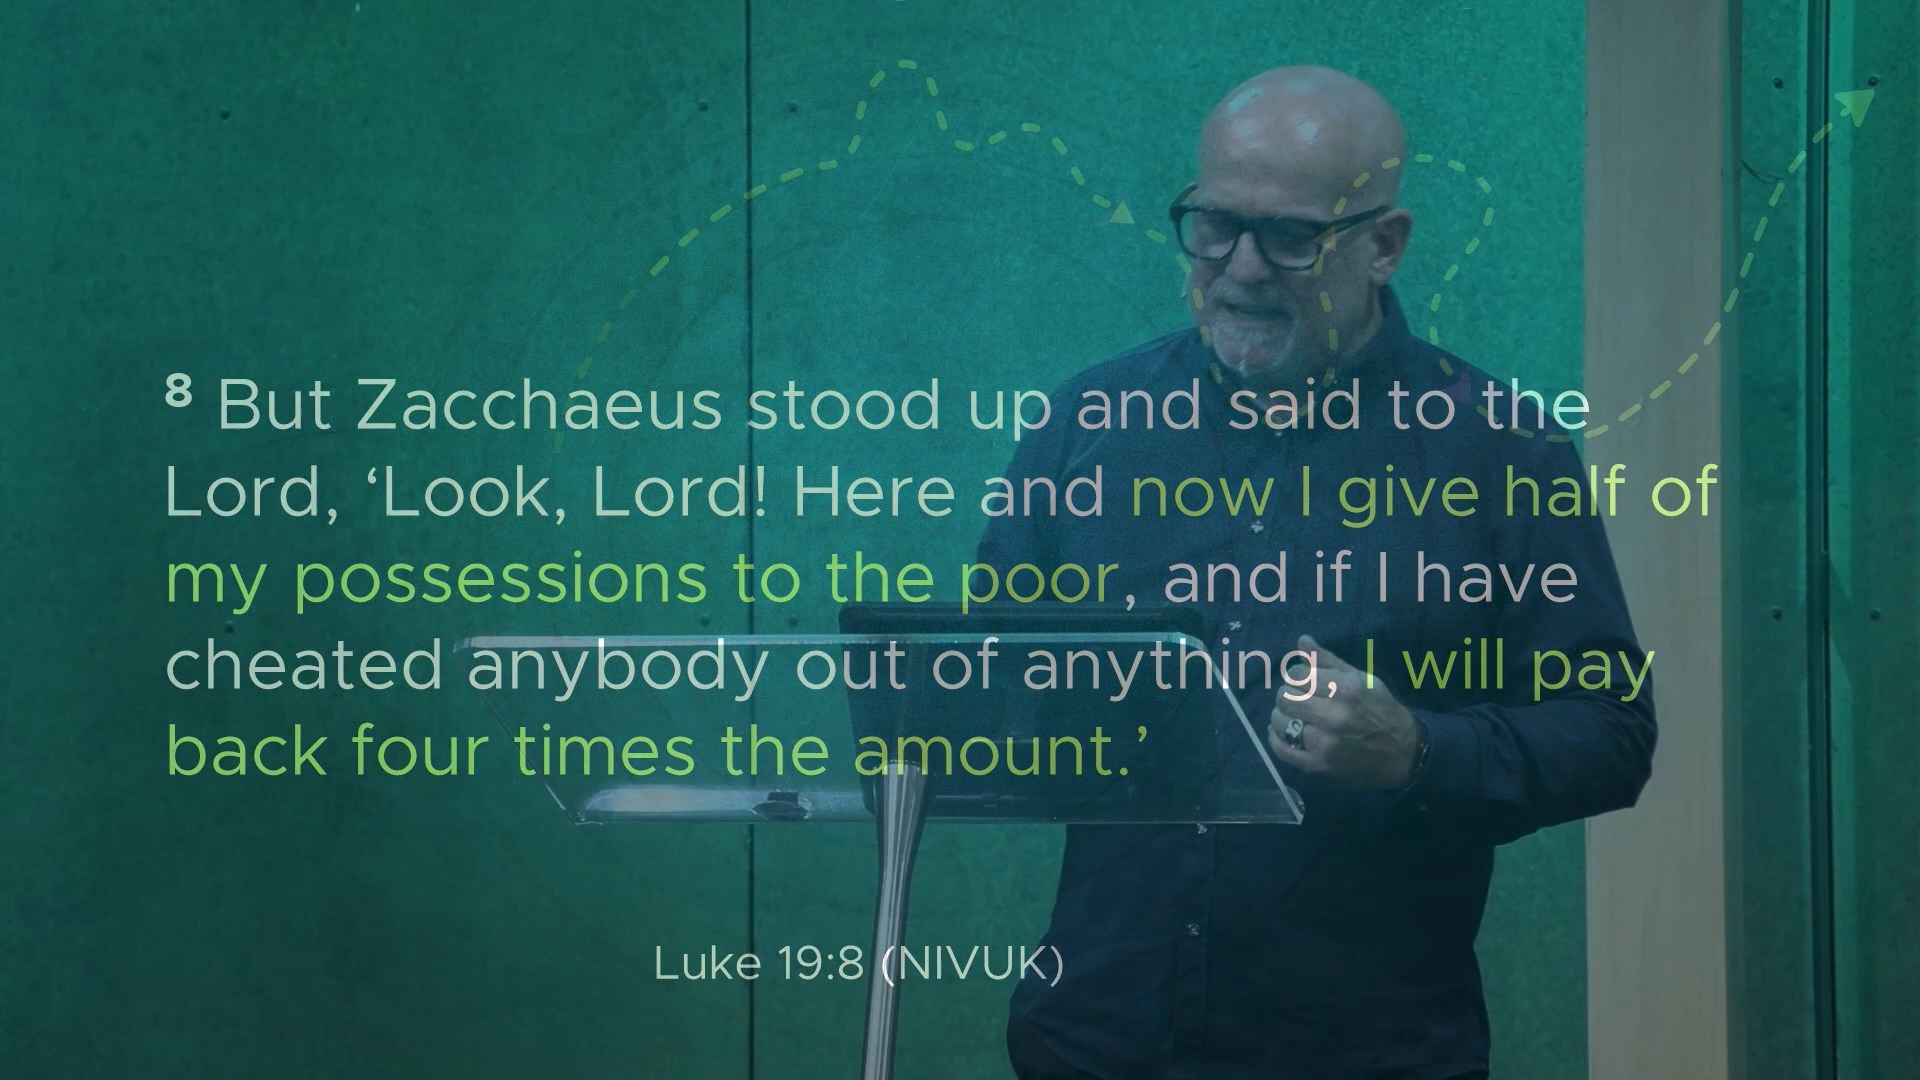 8 But Zacchaeus stood up and said to the
Lord, ‘Look, Lord! Here and now I give half of
my possessions to the poor, and if I have
cheated anybody out of anything, I will pay
back four times the amount.’
Luke 19:8 (NIVUK)